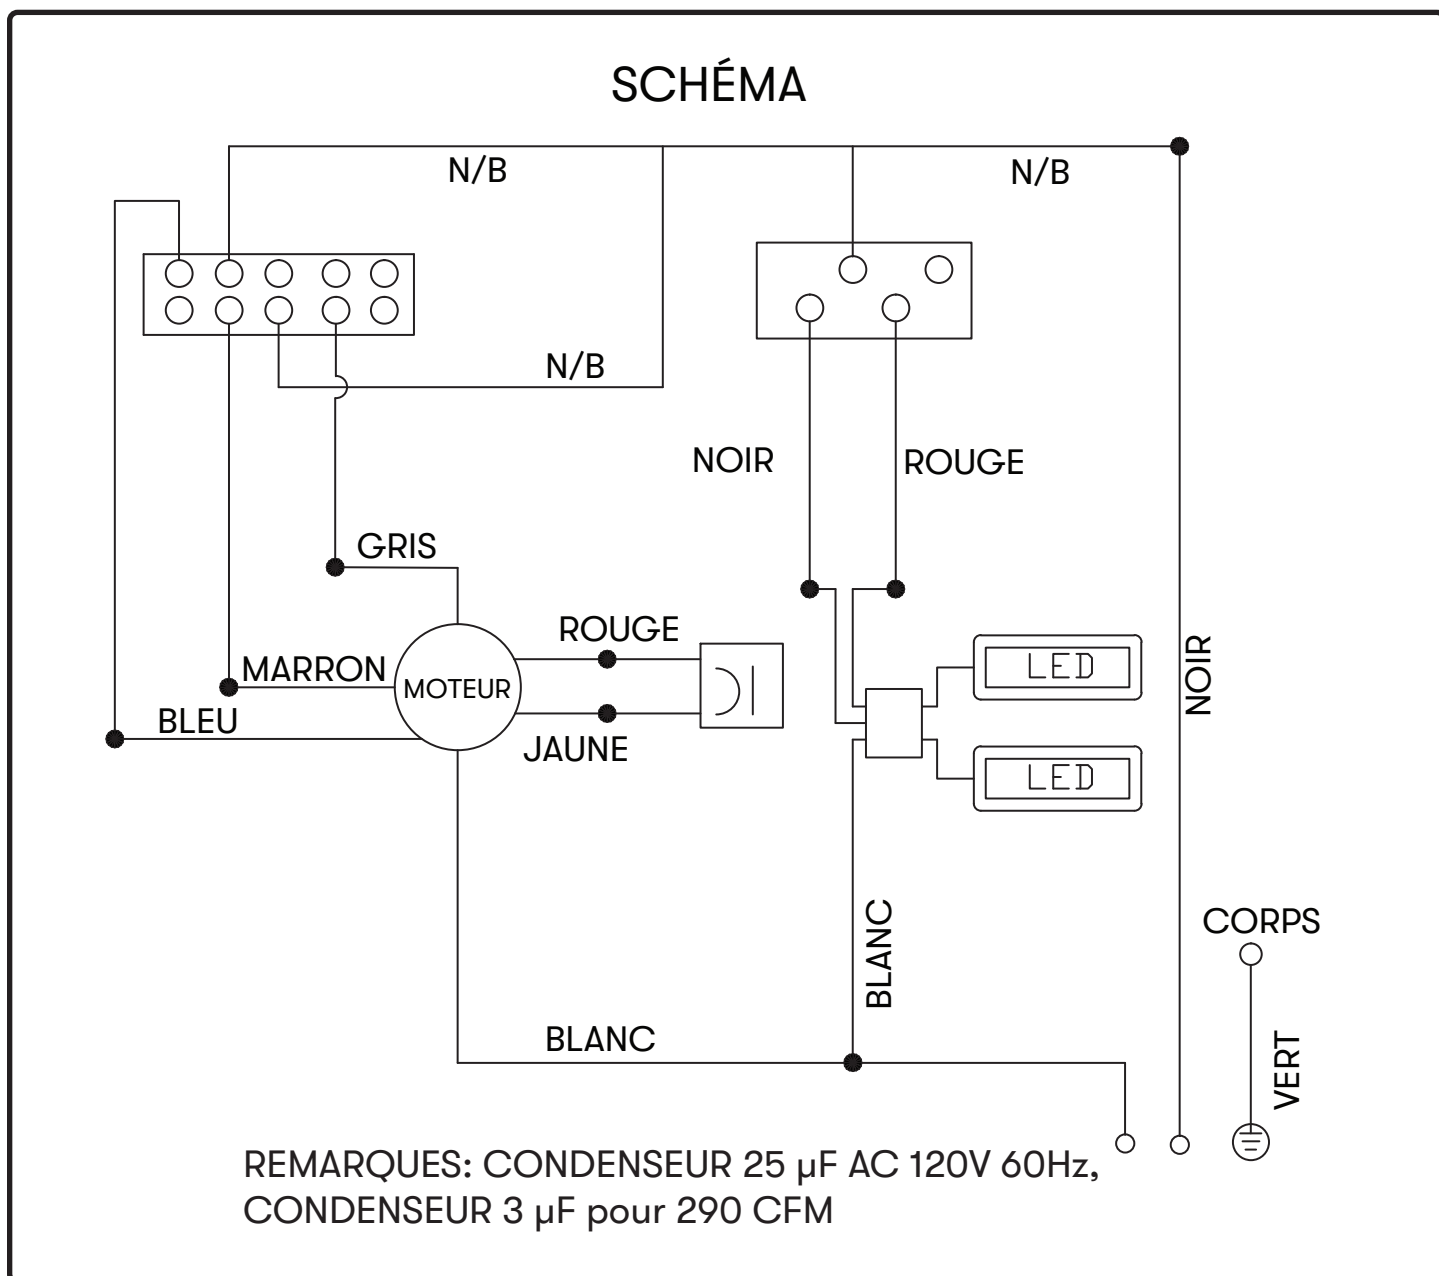 SCHÉMA
N/B
N/B
N/B
NOIR
ROUGE
GRIS
ROUGE
MARRON
MOTEUR
LED
NOIR
BLEU
JAUNE
LED
BLANC
CORPS
BLANC
VERT
REMARQUES: CONDENSEUR 25 µF AC 120V 60Hz,
CONDENSEUR 3 µF pour 290 CFM